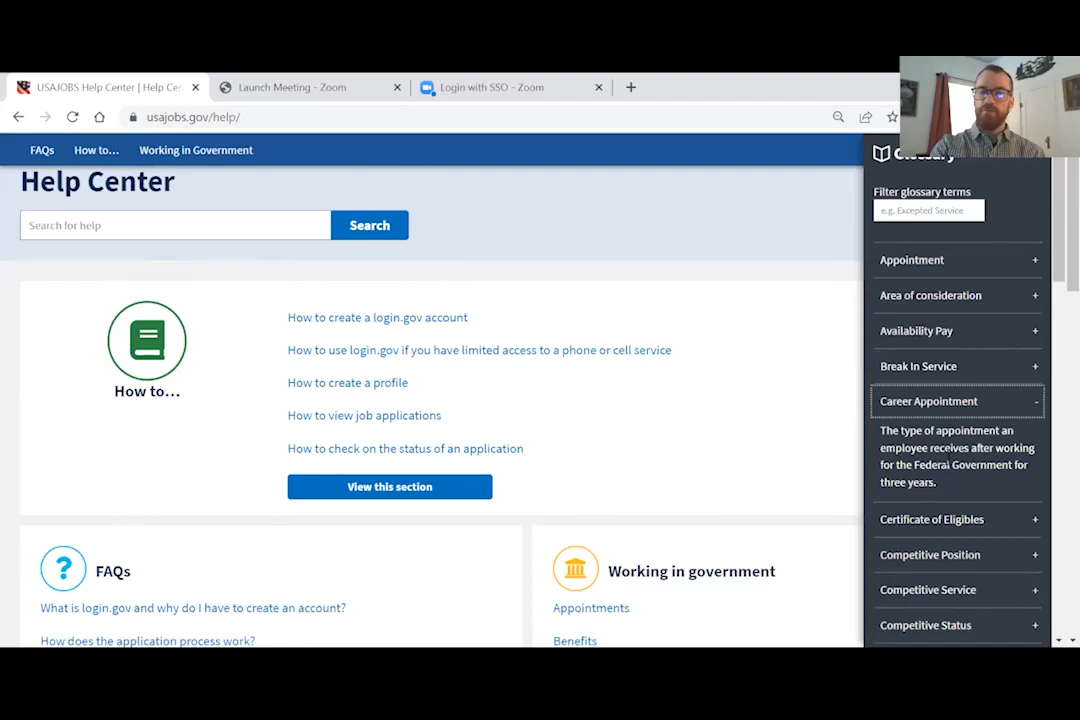 USAJOBS Help Center | Help Cen
Launch Meeting - Zoom
Login with SSO - Zoom
usajobs.gov/help/
FAQs
How to...
Working in Government
Help Center
Search for help
Search
How to...
How to create a login.gov account
How to use login.gov if you have limited access to a phone or cell service
How to create a profile
How to view job applications
How to check on the status of an application
View this section
FAQs
What is login.gov and why do I have to create an account?
How does the application process work?
Working in government
Appointments
Benefits
Glossary
Filter glossary terms
e.g. Excepted Service
Appointment +
Area of consideration +
Availability Pay +
Break In Service +
Career Appointment -
The type of appointment an
employee receives after working
for the Federal Government for
three years.
Certificate of Eligibles +
Competitive Position +
Competitive Service +
Competitive Status +